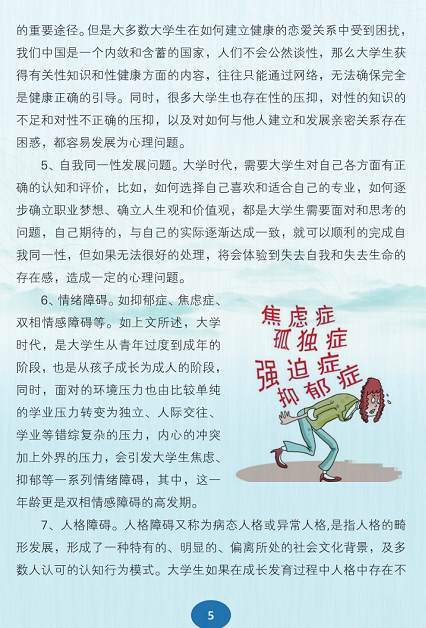 的重要途径。但是大多数大学生在如何建立健康的恋爱关系中受到困扰，
我们中国是一个内敛和含蓄的国家，人们不会公然谈性，那么大学生获
得有关性知识和性健康方面的内容，往往只能通过网络，无法确保完全
是健康正确的引导。同时，很多大学生也存在性的压抑，对性的知识的
不足和对性不正确的压抑，以及对如何与他人建立和发展亲密关系存在
困惑，都容易发展为心理问题。
5、自我同一性发展问题。大学时代，需要大学生对自己各方面有正
确的认知和评价，比如，如何选择自己喜欢和适合自己的专业，如何逐
步确立职业梦想、确立人生观和价值观，都是大学生需要面对和思考的
问题，自己期待的，与自己的实际逐渐达成一致，就可以顺利的完成自
我同一性，但如果无法很好的处理，将会体验到失去自我和失去生命的
存在感，造成一定的心理问题。
6、情绪障碍。如抑郁症、焦虑症、
双相情感障碍等。如上文所述，大学
时代，是大学生从青年过度到成年的
阶段，也是从孩子成长为成人的阶段，
同时，面对的环境压力也由比较单纯
的学业压力转变为独立、人际交往、
学业等错综复杂的压力，内心的冲突
加上外界的压力，会引发大学生焦虑、
抑郁等一系列情绪障碍，其中，这一
年龄更是双相情感障碍的高发期。
焦虑症
孤独症
强迫症
抑郁症
7、人格障碍。人格障碍又称为病态人格或异常人格,是指人格的畸
形发展，形成了一种特有的、明显的、偏离所处的社会文化背景，及多
数人认可的认知行为模式。大学生如果在成长发育过程中人格中存在不
5